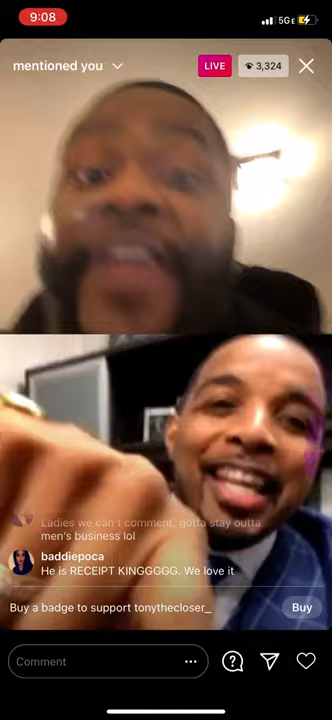 9:08
5GE
mentioned you
LIVE
3,324
Ladies we can't comment, gotta stay outta
men's business lol
baddiepoca
He is RECEIPT KINGGGGG. We love it
Buy a badge to support tonythecloser_
Buy
Comment